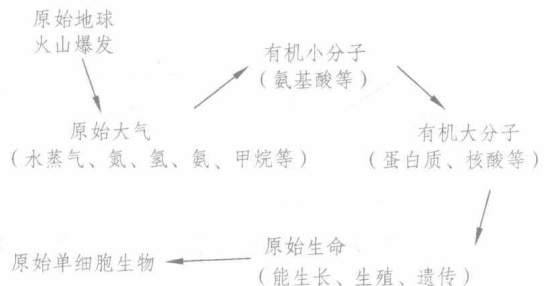 原始地球
火山爆发
有机小分子
（氨基酸等）
原始大气
（水蒸气、氮、氢、氨、甲烷等）
有机大分子
（蛋白质、核酸等）
原始生命
（能生长、生殖、遗传）
原始单细胞生物